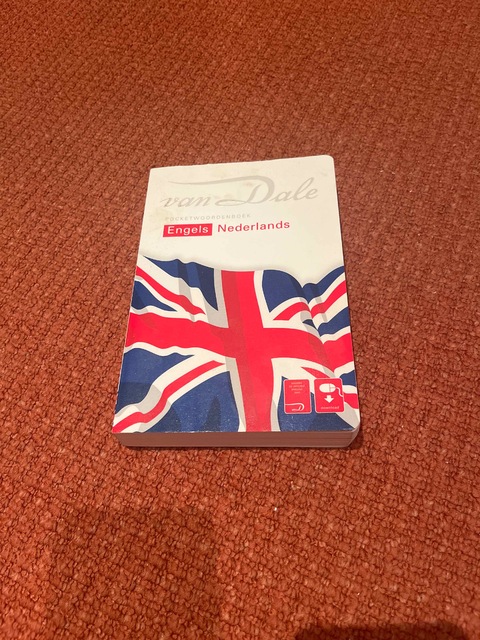 van Dale
POCKETWOORDENBOEK
Engels Nederlands